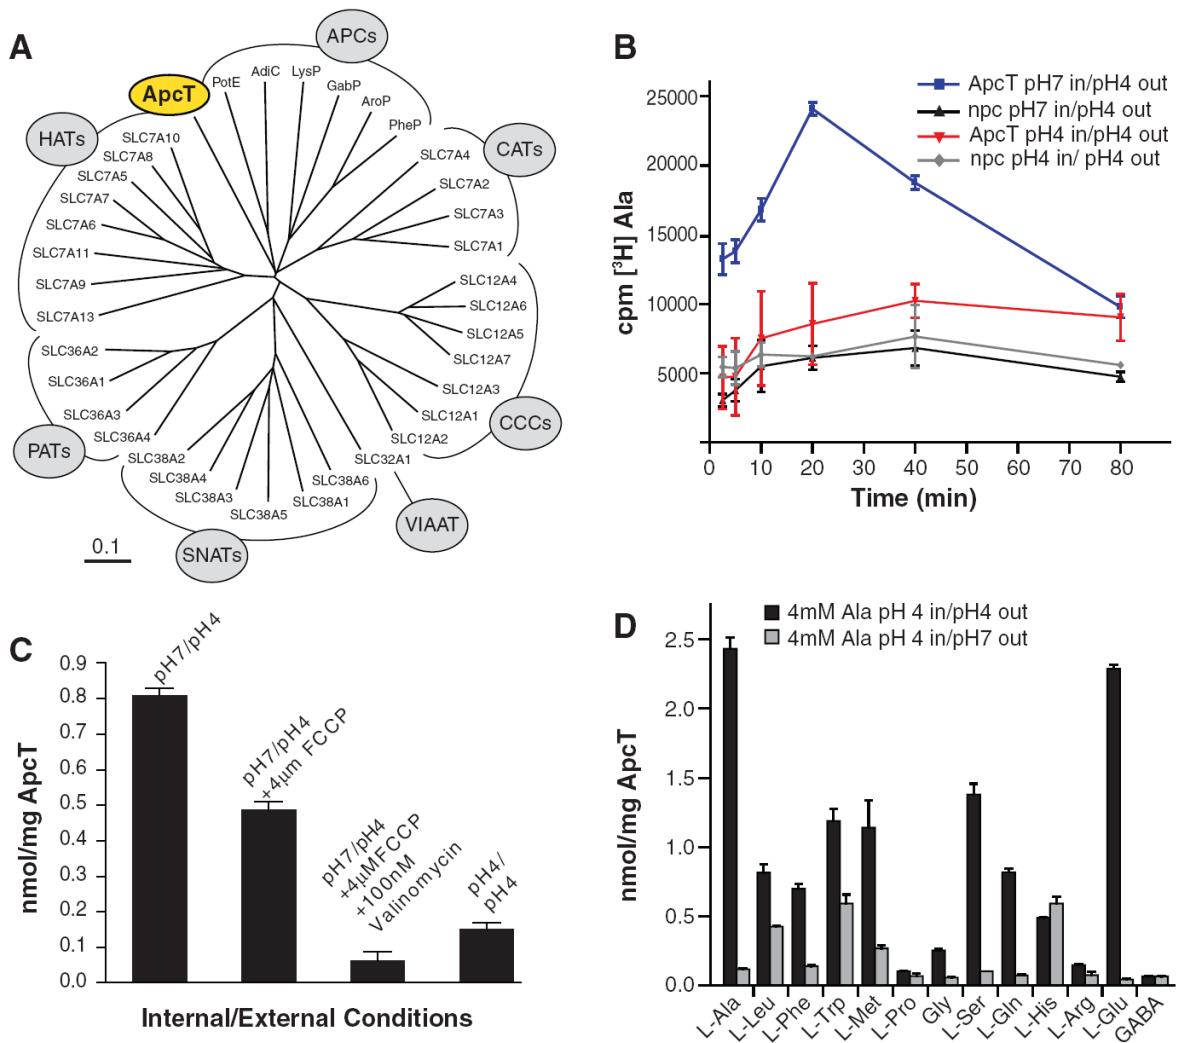 A
APCs
ApcT
PotE
AdiC
LysP
GabP
AroP
PheP
HATs
CATs
SLC7A10
SLC7A8
SLC7A5
SLC7A7
SLC7A6
SLC7A11
SLC7A9
SLC7A13
SLC7A4
SLC7A2
SLC7A3
SLC7A1
SLC12A4
SLC12A6
SLC12A5
SLC12A7
SLC12A3
SLC12A1
SLC12A2
CCCs
SLC36A2
SLC36A1
SLC36A3
SLC36A4
PATs
SLC38A2
SLC38A4
SLC38A3
SLC38A5
SLC38A1
SLC38A6
SLC32A1
VIAAT
SNATs
0.1
B
ApcT pH7 in/pH4 out
npc pH7 in/pH4 out
ApcT pH4 in/pH4 out
npc pH4 in/ pH4 out
cpm [³H] Ala
25000
20000
15000
10000
5000
0 10 20 30 40 50 60 70 80
Time (min)
C
nmol/mg ApcT
0.9
0.8
0.7
0.6
0.5
0.4
0.3
0.2
0.1
0.0
pH7/pH4
pH7/pH4
+4μm FCCP
pH7/pH4
+4μMFCCP
+100nM
Valinomycin
pH4/
pH4
Internal/External Conditions
D
4mM Ala pH 4 in/pH4 out
4mM Ala pH 4 in/pH7 out
nmol/mg ApcT
2.5
2.0
1.5
1.0
0.5
0.0
L-Ala
L-Leu
L-Phe
L-Trp
L-Met
L-Pro
Gly
L-Ser
L-Gln
L-His
L-Arg
L-Glu
GABA